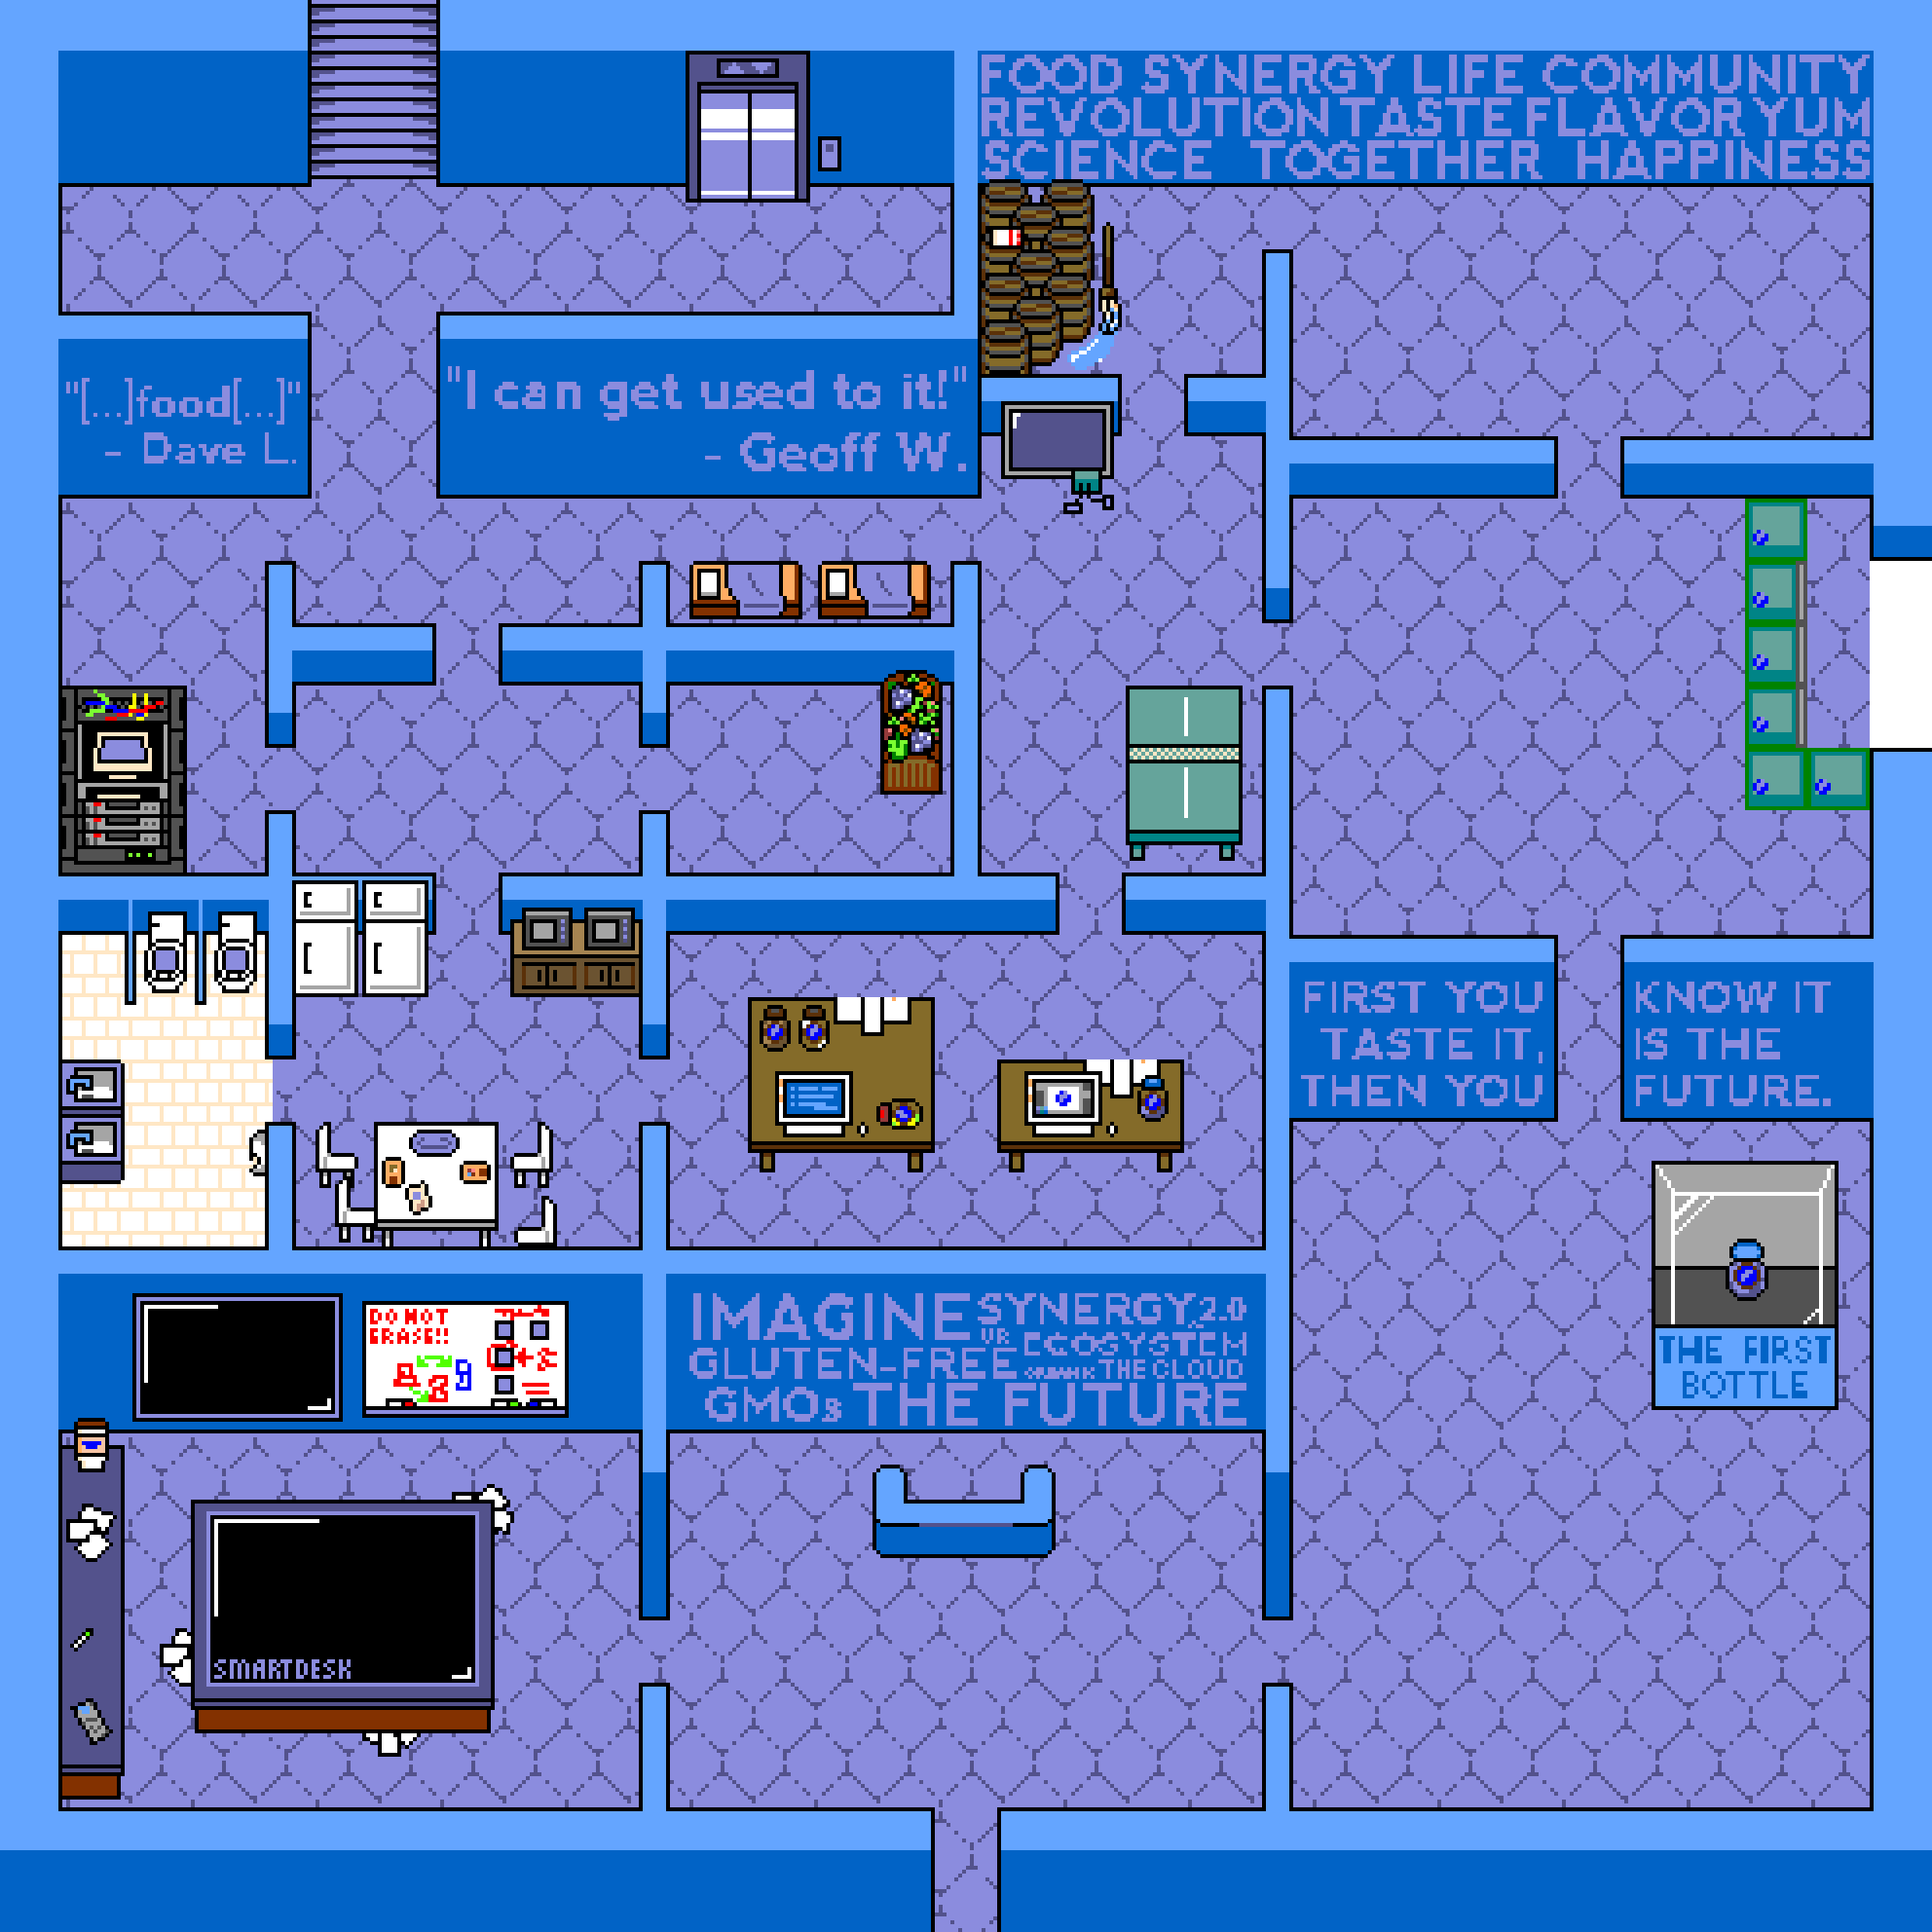 FOOD SYNERGY LIFE COMMUNITY
REVOLUTION TASTE FLAVOR YUM
SCIENCE TOGETHER HAPPINESS
"[...]food[...]"
- Dave L.
"I can get used to it!"
- Geoff W.
FIRST YOU
TASTE IT,
THEN YOU
KNOW IT
IS THE
FUTURE.
DO NOT
ERASE!!
IMAGINE SYNERGY 2.0
VR ECOSYSTEM
GLUTEN-FREE THE CLOUD
GMOs THE FUTURE
THE FIRST
BOTTLE
SMARTDESK